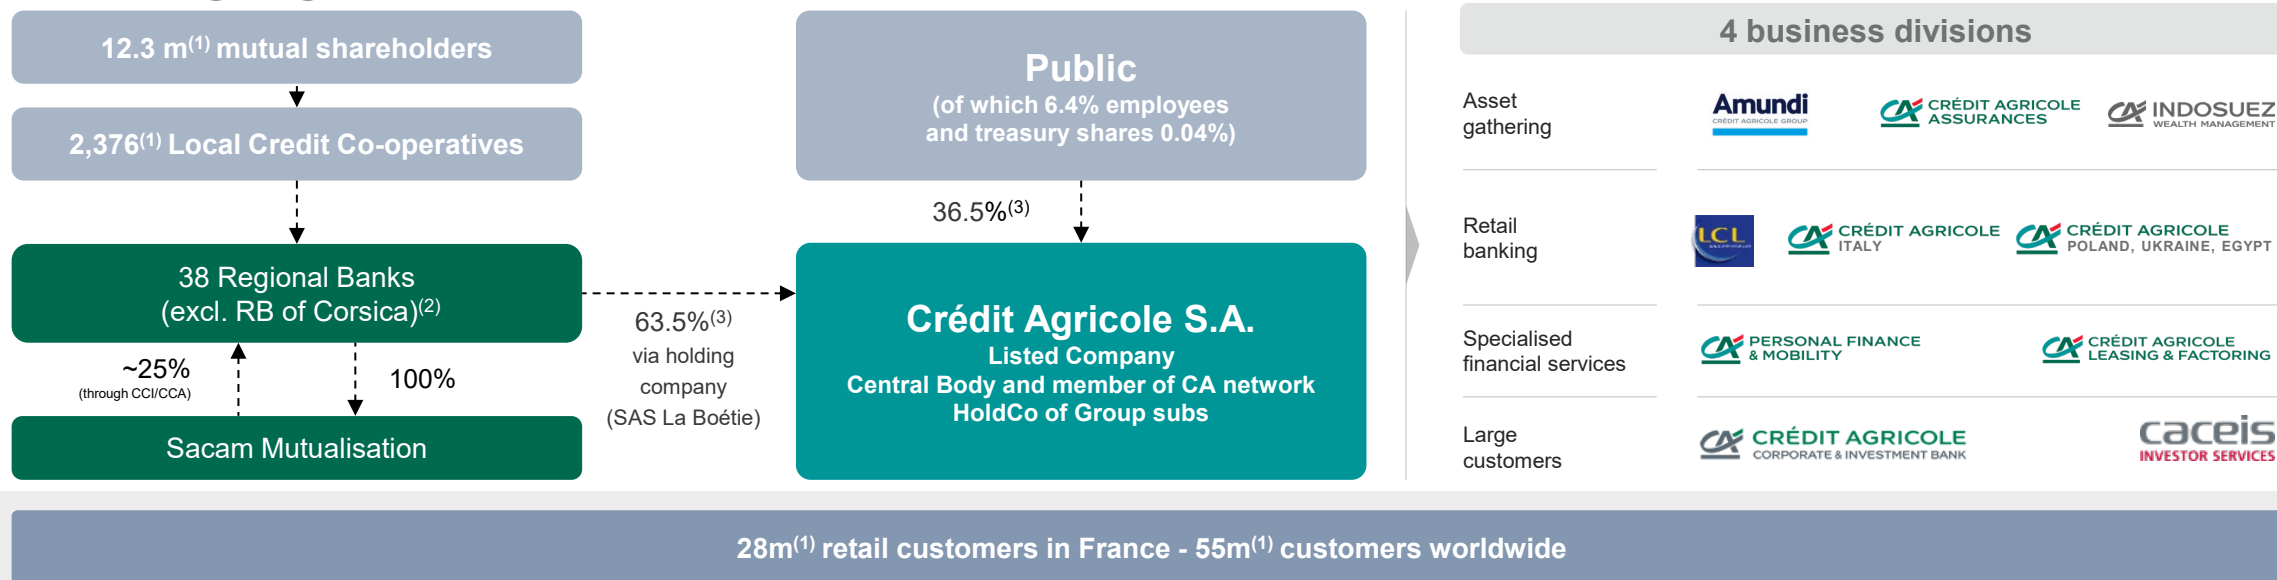 12.3 m(1) mutual shareholders
2,376(1) Local Credit Co-operatives
38 Regional Banks
(excl. RB of Corsica)(2)
~25%
(through CCI/CCA)
100%
Sacam Mutualisation
63.5%(3)
via holding
company
(SAS La Boétie)
Public
(of which 6.4% employees
and treasury shares 0.04%)
36.5%(3)
Crédit Agricole S.A.
Listed Company
Central Body and member of CA network
HoldCo of Group subs
4 business divisions
Asset
gathering
Amundi
CRÉDIT AGRICOLE GROUP
CRÉDIT AGRICOLE
ASSURANCES
INDOSUEZ
WEALTH MANAGEMENT
Retail
banking
LCL
CRÉDIT AGRICOLE
ITALY
CRÉDIT AGRICOLE
POLAND, UKRAINE, EGYPT
Specialised
financial services
PERSONAL FINANCE
& MOBILITY
CRÉDIT AGRICOLE
LEASING & FACTORING
Large
customers
CRÉDIT AGRICOLE
CORPORATE & INVESTMENT BANK
caceis
INVESTOR SERVICES
28m(1) retail customers in France - 55m(1) customers worldwide